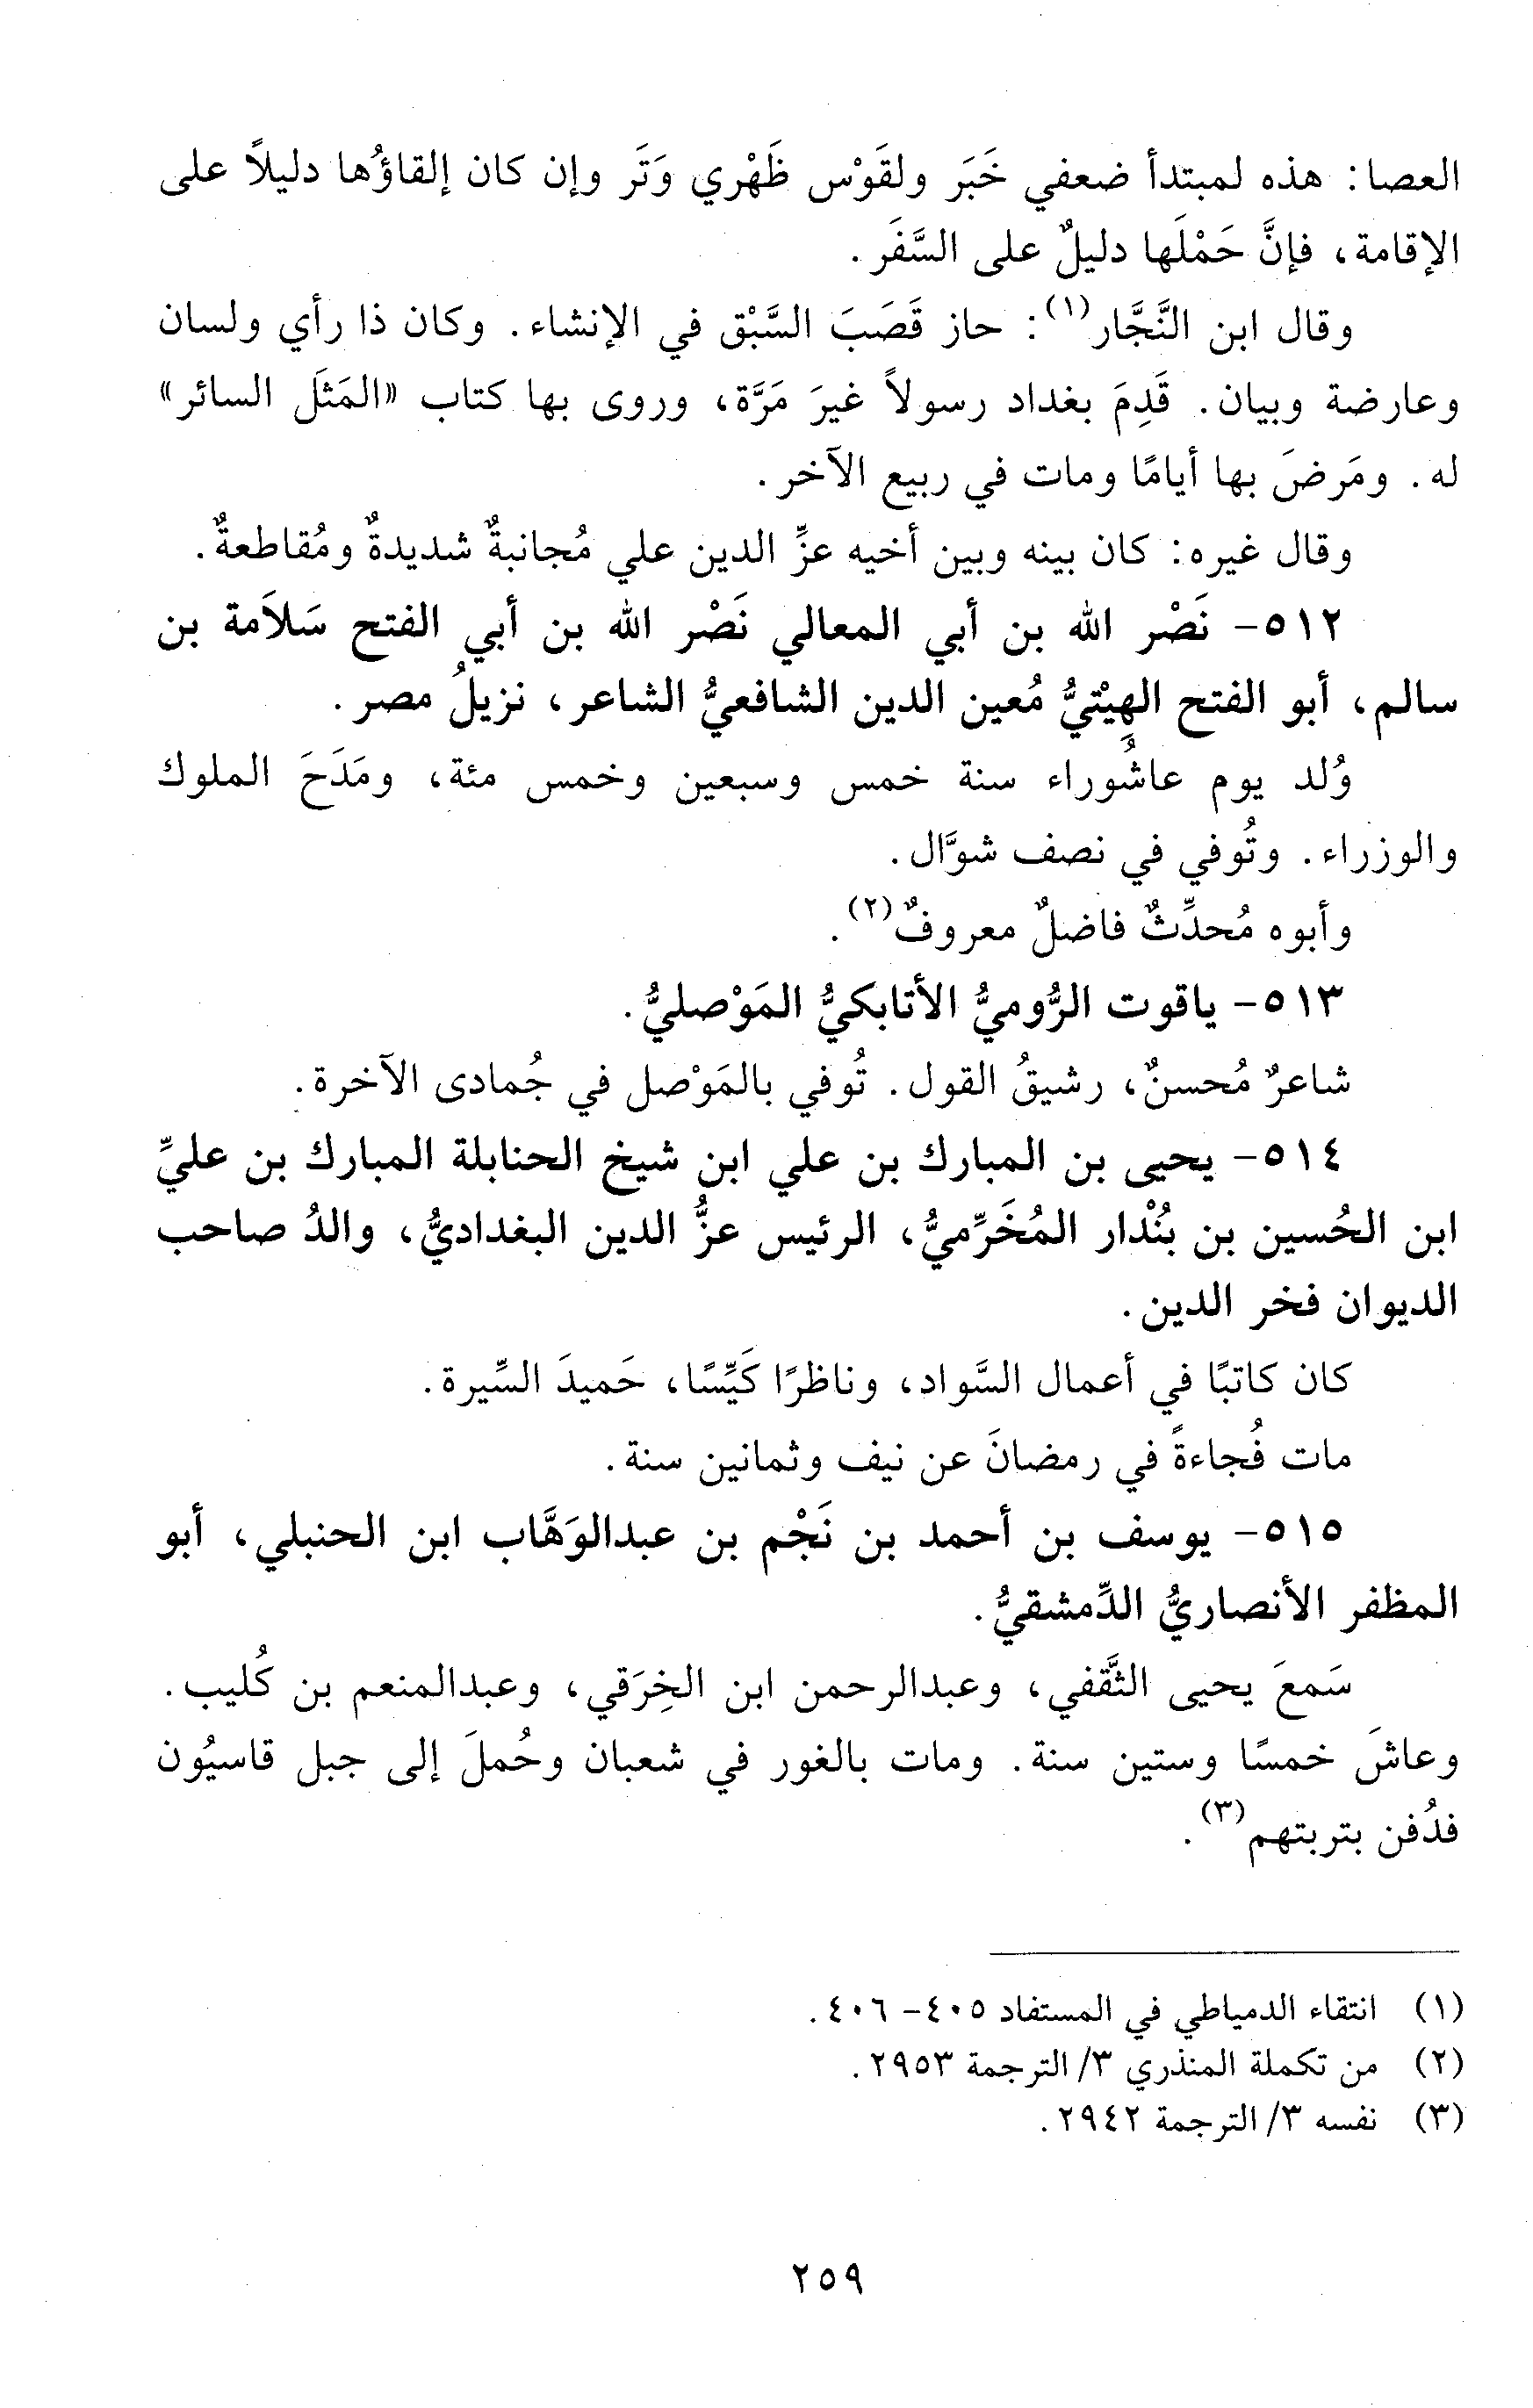 العصا: هذه لمبتدأ ضعفي خَبَر ولقَوْس ظَهْري وَتَر وإن كان إلقاؤُها دليلاً على
الإقامة، فإنَّ حَمْلَها دليلٌ على السَّفَر.
وقال ابن النَّجَّار(١): حاز قَصَبَ السَّبْق في الإنشاء. وكان ذا رأي ولسان
وعارضة وبيان. قَدِمَ بغداد رسولاً غيرَ مَرَّة، وروى بها كتاب «المَثَل السائر»
له. ومَرضَ بها أيامًا ومات في ربيع الآخر.
وقال غيره: كان بينه وبين أخيه عزِّ الدين علي مُجانبةٌ شديدةٌ ومُقاطعةٌ.
٥١٢- نَصْر الله بن أبي المعالي نَصْر الله بن أبي الفتح سَلاَمة بن
سالم، أبو الفتح الهِيْتيُّ مُعين الدين الشافعيُّ الشاعر، نزيلُ مصر.
وُلد يوم عاشُوراء سنة خمس وسبعين وخمس مئة، ومَدَحَ الملوك
والوزراء. وتُوفي في نصف شوَّال.
وأبوه مُحدِّثٌ فاضلٌ معروفٌ(٢).
٥١٣- ياقوت الرُّوميُّ الأتابكيُّ المَوْصليُّ.
شاعرٌ مُحسنٌ، رشيقُ القول. تُوفي بالمَوْصل في جُمادى الآخرة.
٥١٤- يحيى بن المبارك بن علي ابن شيخ الحنابلة المبارك بن عليِّ
ابن الحُسين بن بُنْدار المُخَرِّميُّ، الرئيس عزُّ الدين البغداديُّ، والدُ صاحب
الديوان فخر الدين.
كان كاتبًا في أعمال السَّواد، وناظرًا كَيِّسًا، حَميدَ السِّيرة.
مات فُجاءةً في رمضانَ عن نيف وثمانين سنة.
٥١٥- يوسف بن أحمد بن نَجْم بن عبدالوَهَّاب ابن الحنبلي، أبو
المظفر الأنصاريُّ الدِّمشقيُّ.
سَمعَ يحيى الثَّقفي، وعبدالرحمن ابن الخِرَقي، وعبدالمنعم بن كُليب.
وعاشَ خمسًا وستين سنة. ومات بالغور في شعبان وحُملَ إلى جبل قاسيُون
فدُفن بتربتهم(٣).
(١) انتقاء الدمياطي في المستفاد ٤٠٥- ٤٠٦.
(٢) من تكملة المنذري ٣/ الترجمة ٢٩٥٣.
(٣) نفسه ٣/ الترجمة ٢٩٤٢.
٢٥٩